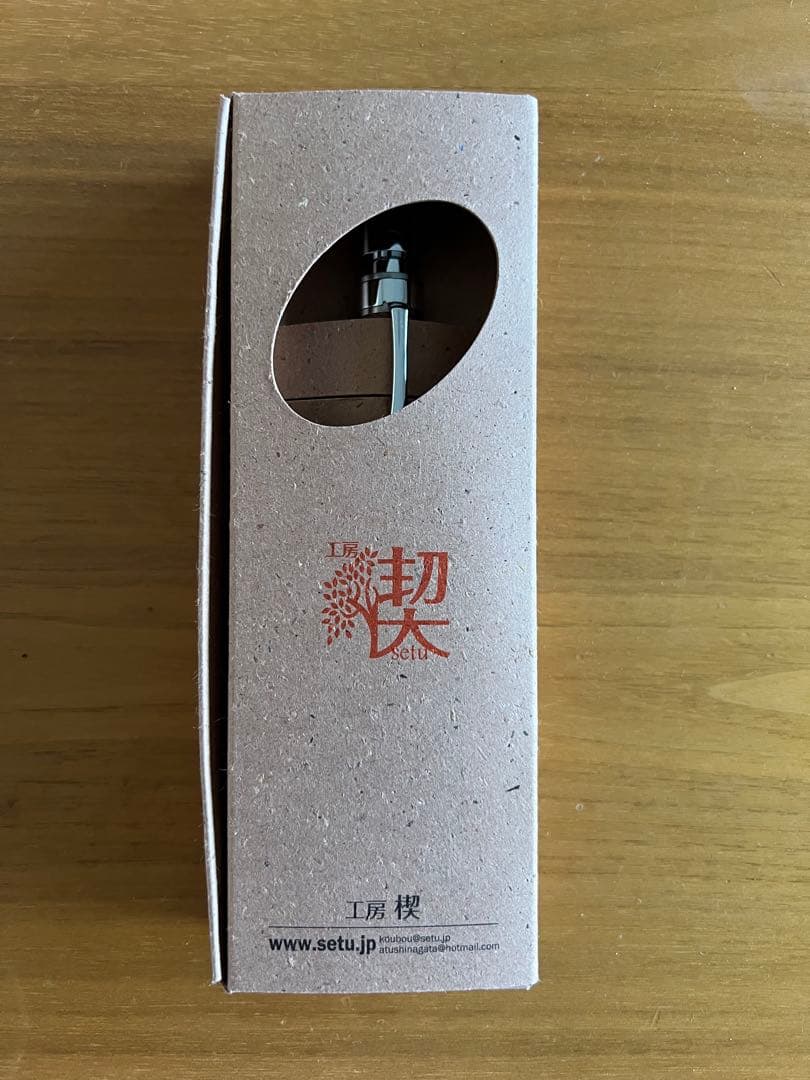 工房
楔
setu
工房 楔
www.setu.jp
koubou@setu.jp
atushinagata@hotmail.com